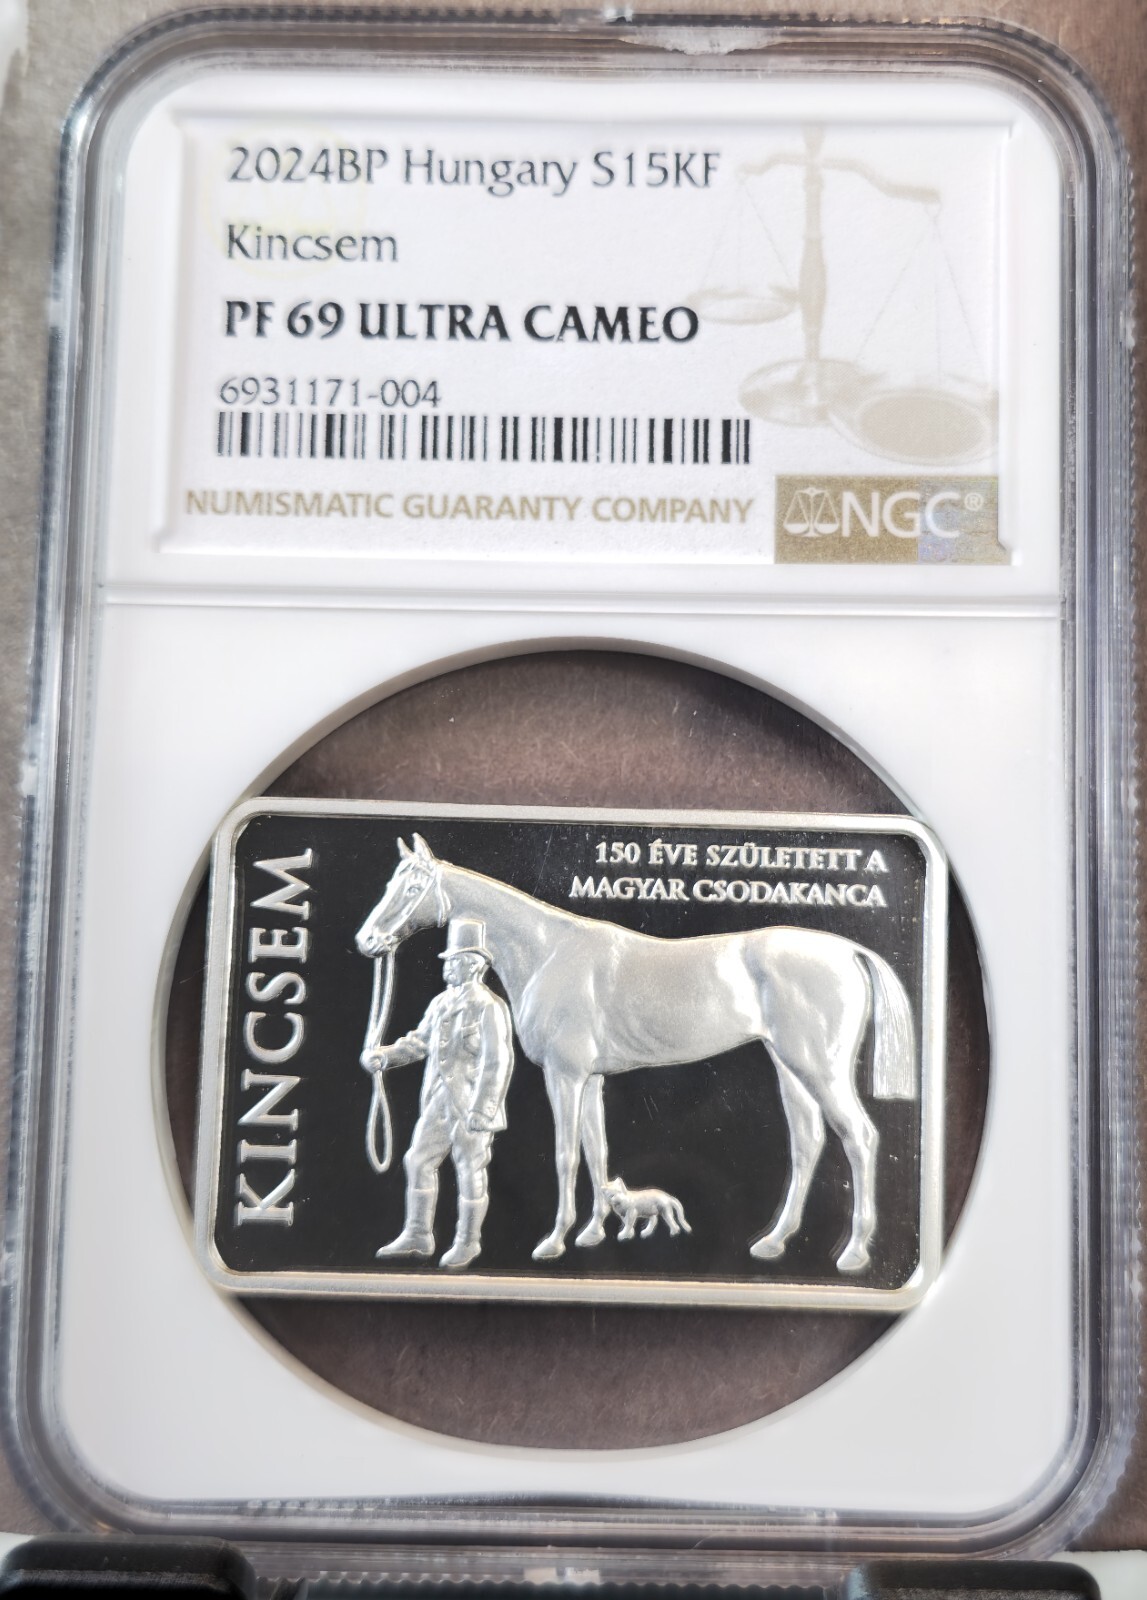 2024BP Hungary S15KF
Kincsem
PF 69 ULTRA CAMEO
6931171-004
NUMISMATIC GUARANTY COMPANY
NGC®
150 ÉVE SZÜLETETT A
MAGYAR CSODAKANCA
KINCSEM